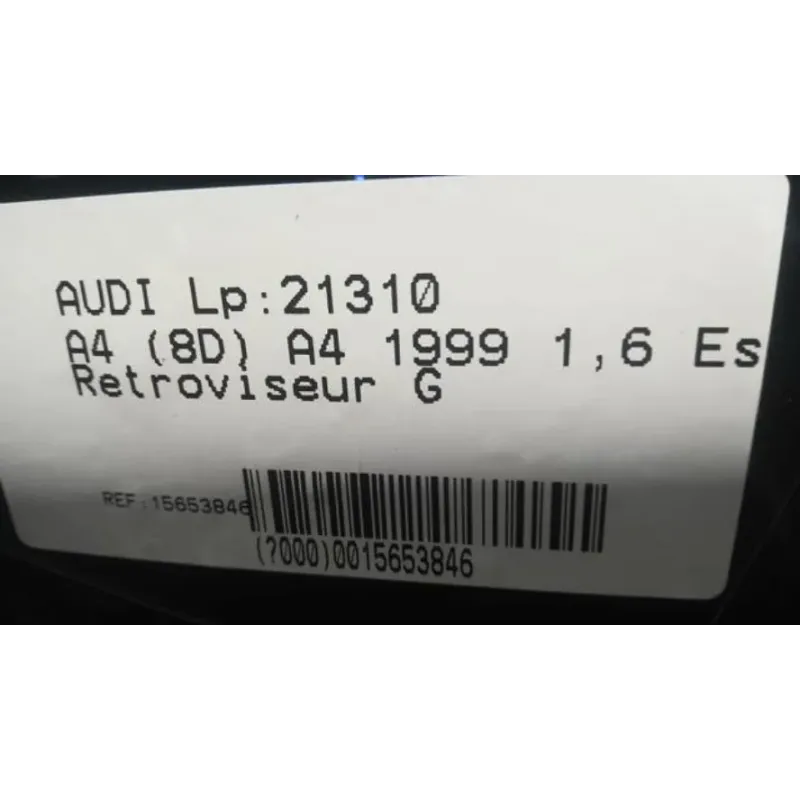 AUDI Lp:21310
A4 (8D) A4 1999 1,6 Es
Retroviseur G
REF:15653846
(?000)0015653846